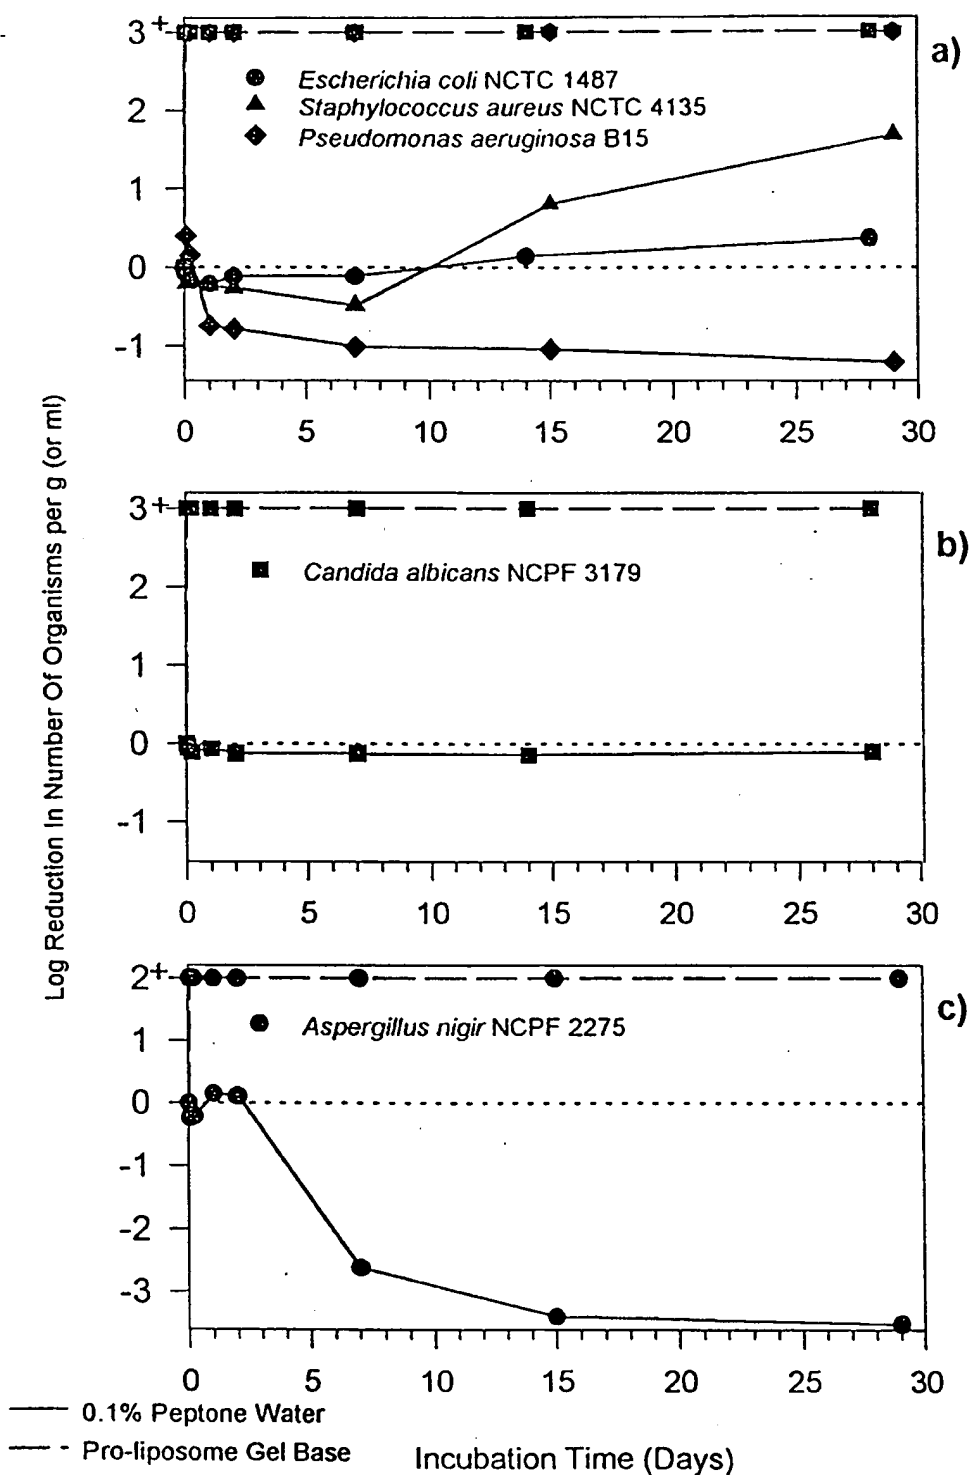 3+
a)
Escherichia coli NCTC 1487
Staphylococcus aureus NCTC 4135
Pseudomonas aeruginosa B15
2
1
0
-1
0 5 10 15 20 25 30
3+
b)
Candida albicans NCPF 3179
2
1
0
-1
0 5 10 15 20 25 30
2+
c)
Aspergillus nigir NCPF 2275
1
0
-1
-2
-3
0 5 10 15 20 25 30
Log Reduction In Number Of Organisms per g (or ml)
0.1% Peptone Water
Pro-liposome Gel Base
Incubation Time (Days)